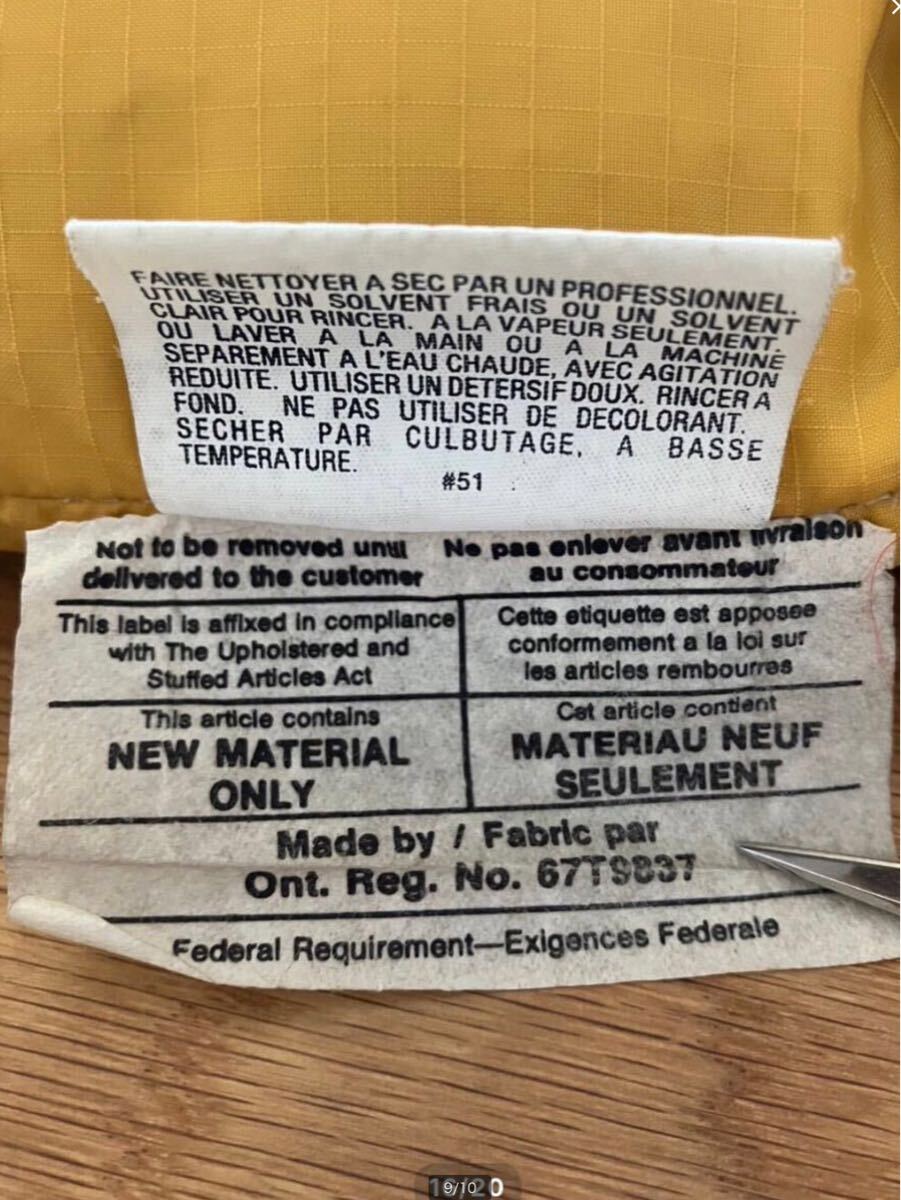 FAIRE NETTOYER A SEC PAR UN PROFESSIONNEL.
UTILISER UN SOLVENT FRAIS OU UN SOLVENT
CLAIR POUR RINCER. A LA VAPEUR SEULEMENT.
OU LAVER A LA MAIN OU A LA MACHINE
SEPAREMENT A L'EAU CHAUDE, AVEC AGITATION
REDUITE. UTILISER UN DETERSIF DOUX. RINCER A
FOND. NE PAS UTILISER DE DECOLORANT.
SECHER PAR CULBUTAGE, A BASSE
TEMPERATURE.
#51
Not to be removed until Ne pas enlever avant livraison
delivered to the customer au consommateur
This label is affixed in compliance
with The Upholstered and
Stuffed Articles Act
Cette etiquette est apposee
conformement a la loi sur
les articles rembourres
This article contains
NEW MATERIAL
ONLY
Cet article contient
MATERIAU NEUF
SEULEMENT
Made by / Fabric par
Ont. Reg. No. 67T9837
Federal Requirement—Exigences Federale
9/10